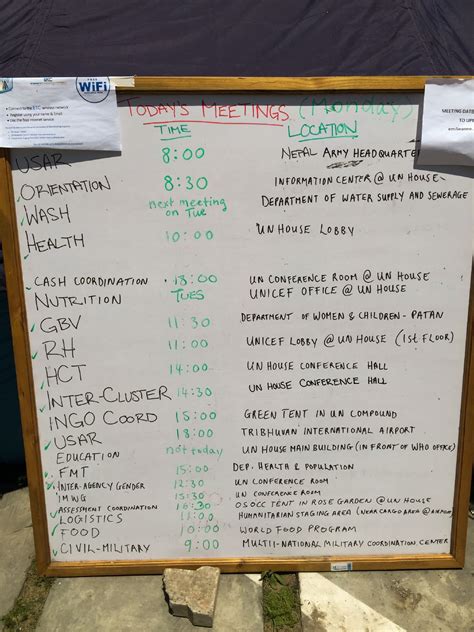 FREE
WiFi
TODAY'S MEETINGS (Monday)
TIME LOCATION
USAR 8:00 NEPAL ARMY HEADQUARTER
ORIENTATION 8:30 INFORMATION CENTER @ UN HOUSE
WASH next meeting on Tue DEPARTMENT OF WATER SUPPLY AND SEWERAGE
HEALTH 10:00 UN HOUSE LOBBY
CASH COORDINATION 18:00 UN CONFERENCE ROOM @ UN HOUSE
NUTRITION TUES UNICEF OFFICE @ UN HOUSE
GBV 11:30 DEPARTMENT OF WOMEN & CHILDREN - PATAN
RH 11:00 UNICEF LOBBY @ UN HOUSE (1st FLOOR)
HCT 14:00 UN HOUSE CONFERENCE HALL
INTER-CLUSTER 14:30 UN HOUSE CONFERENCE HALL
INGO COORD 15:00 GREEN TENT IN UN COMPOUND
USAR 18:00 TRIBHUVAN INTERNATIONAL AIRPORT
EDUCATION not today UN HOUSE MAIN BUILDING (IN FRONT OF WHO OFFICE)
FMT 15:00 DEP. HEALTH & POPULATION
INTER-AGENCY GENDER 12:30 UN CONFERENCE ROOM
IMWG 15:30 UN CONFERENCE ROOM
ASSESSMENT COORDINATION 16:30 OSOCC TENT IN ROSE GARDEN @ UN HOUSE
LOGISTICS HUMANITARIAN STAGING AREA (NEAR CARGO AREA @
FOOD 10:00 WORLD FOOD PROGRAM
CIVIL-MILITARY 9:00 MULTI-NATIONAL MILITARY COORDINATION CENTER